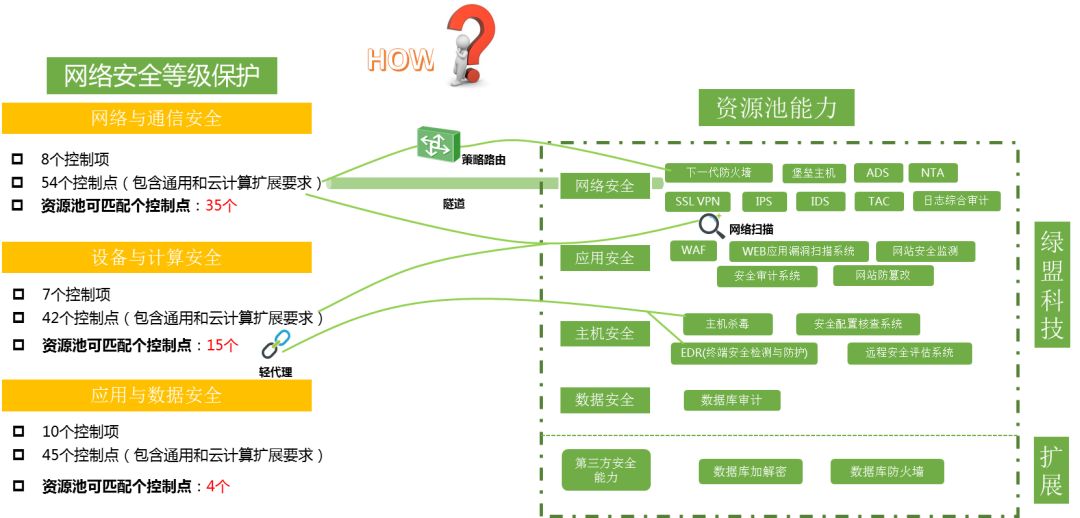 HOW
网络安全等级保护
网络与通信安全
8个控制项
54个控制点（包含通用和云计算扩展要求）
资源池可匹配个控制点：35个
设备与计算安全
7个控制项
42个控制点（包含通用和云计算扩展要求）
资源池可匹配个控制点：15个
轻代理
应用与数据安全
10个控制项
45个控制点（包含通用和云计算扩展要求）
资源池可匹配个控制点：4个
策略路由
隧道
网络扫描
资源池能力
网络安全
下一代防火墙
堡垒主机
ADS
NTA
SSL VPN
IPS
IDS
TAC
日志综合审计
应用安全
WAF
WEB应用漏洞扫描系统
网站安全监测
安全审计系统
网站防篡改
主机安全
主机杀毒
安全配置核查系统
EDR(终端安全检测与防护)
远程安全评估系统
数据安全
数据库审计
第三方安全
能力
数据库加解密
数据库防火墙
绿盟科技
扩展